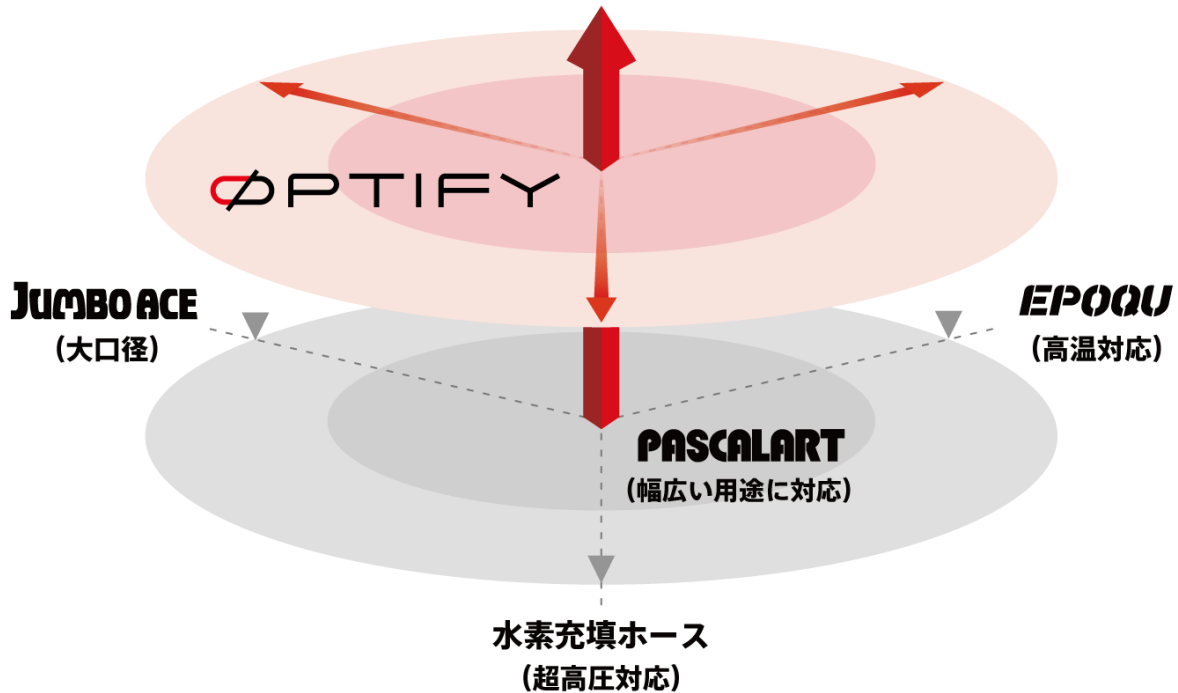 OPTIFY
JUMBO ACE
(大口径)
EPOQU
(高温対応)
PASCALART
(幅広い用途に対応)
水素充填ホース
(超高圧対応)